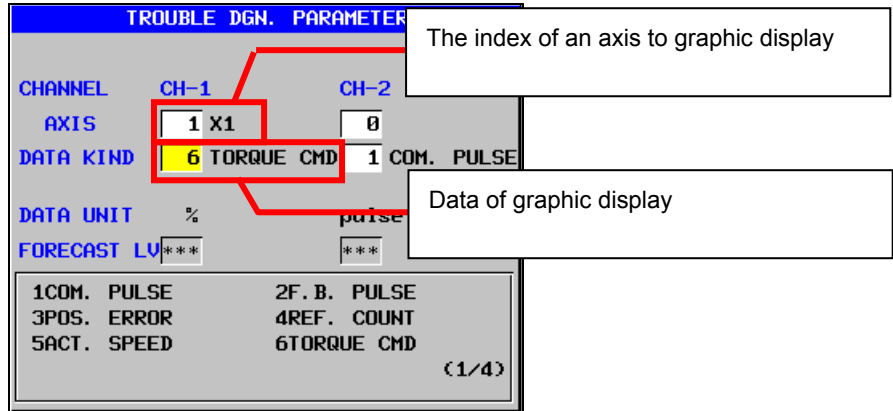 TROUBLE DGN. PARAMETER
The index of an axis to graphic display
CHANNEL CH-1 CH-2
AXIS 1 X1 0
DATA KIND 6 TORQUE CMD 1 COM. PULSE
Data of graphic display
DATA UNIT % pulse
FORECAST LV *** ***
1COM. PULSE 2F.B. PULSE
3POS. ERROR 4REF. COUNT
5ACT. SPEED 6TORQUE CMD
(1/4)